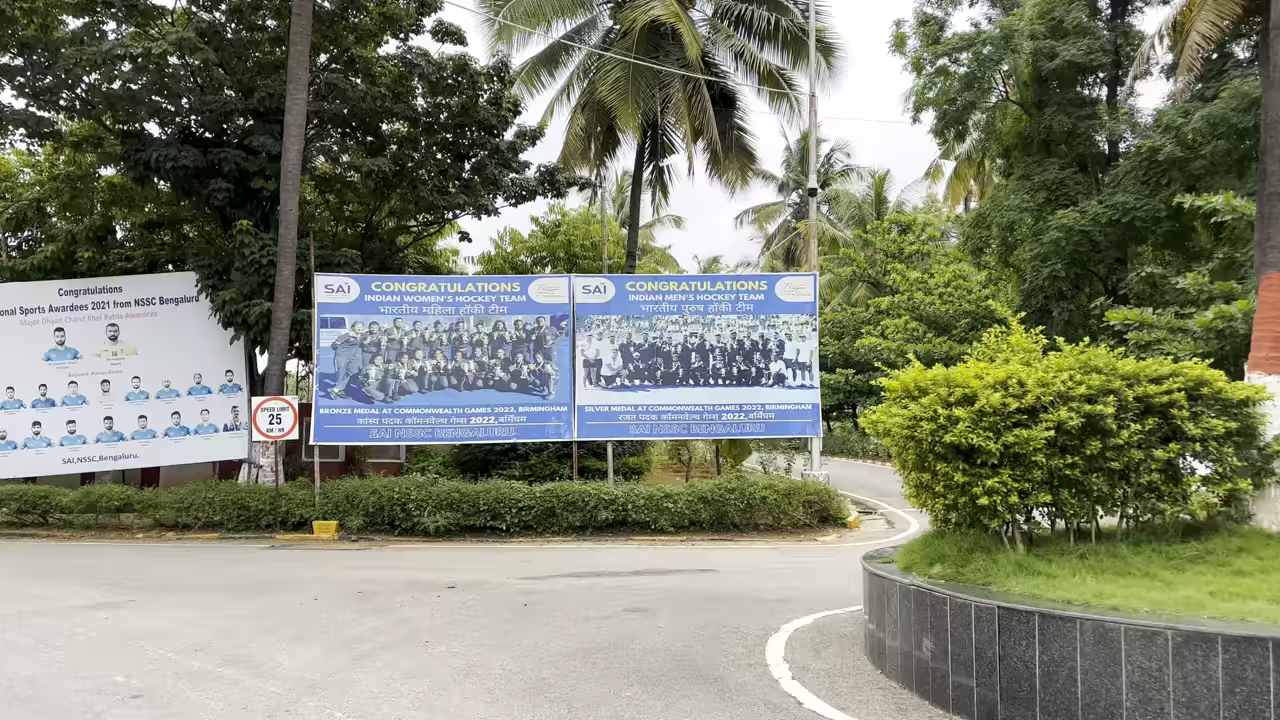 Congratulations
onal Sports Awardees 2021 from NSSC Bengaluru
Major Dhyan Chand Khel Ratna Awardees
SAI,NSSC,Bengaluru.
SPEED LIMIT
25
KM / HR
SAI
CONGRATULATIONS
INDIAN WOMEN'S HOCKEY TEAM
भारतीय महिला हॉकी टीम
BRONZE MEDAL AT COMMONWEALTH GAMES 2022, BIRMINGHAM
कांस्य पदक कॉमनवेल्थ गेम्स 2022,बर्मिंघम
SAI NSSC BENGALURU
SAI
CONGRATULATIONS
INDIAN MEN'S HOCKEY TEAM
भारतीय पुरुष हॉकी टीम
SILVER MEDAL AT COMMONWEALTH GAMES 2022, BIRMINGHAM
रजत पदक कॉमनवेल्थ गेम्स 2022,बर्मिंघम
SAI NSSC BENGALURU